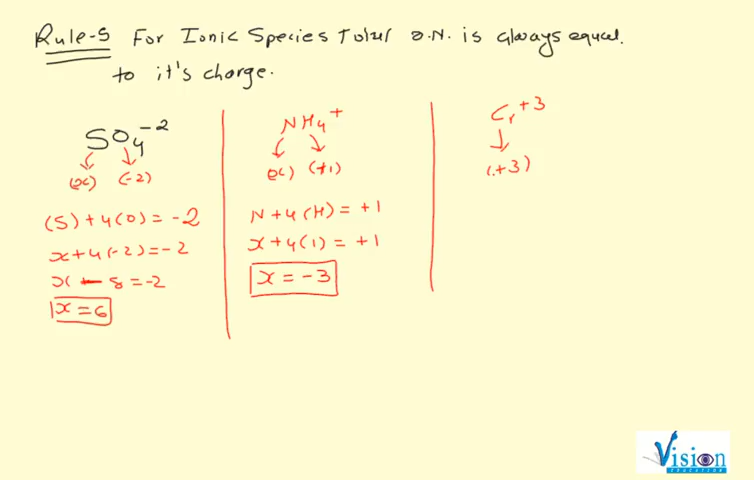 Rule-5 For Ionic Species Total O.N. is always equal.
to it's charge.
SO4-2
(x) (-2)
(S)+4(O)=-2
x+4(-2)=-2
x-8=-2
x=6
NH4+
(x) (+1)
N+4(H)=+1
x+4(1)=+1
x=-3
Cr+3
(+3)
Vision
EDUCATION